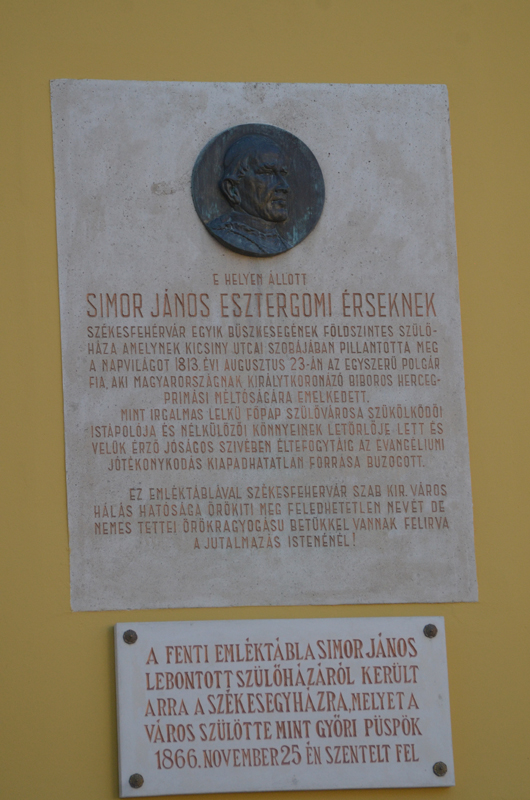 E HELYEN ÁLLOTT
SIMOR JÁNOS ESZTERGOMI ÉRSEKNEK
SZÉKESFEHÉRVÁR EGYIK BÜSZKESEGÉNEK FÖLDSZINTES SZÜLŐ-
HÁZA AMELYNEK KICSINY UTCAI SZOBÁJÁBAN PILLANTOTTA MEG
A NAPVILÁGOT 1813. ÉVI AUGUSZTUS 23-ÁN AZ EGYSZERŰ POLGÁR
FIA, AKI MAGYARORSZÁGNAK KIRÁLYTKORONÁZÓ BIBOROS HERCEG-
PRIMÁSI MÉLTÓSÁGÁRA EMELKEDETT.
MINT IRGALMAS LELKŰ FŐPAP SZÜLŐVÁROSA SZŰKÖLKÖDŐI
ISTÁPOLÓJA ÉS NÉLKÜLÖZŐI KÖNNYEINEK LETÖRLŐJE LETT ÉS
VELÜK ÉRZŐ JÓSÁGOS SZIVÉBEN ÉLTEFOGYTÁIG AZ EVANGÉLIUMI
JÓTÉKONYKODÁS KIAPADHATATLAN FORRÁSA BUZOGOTT.
EZ EMLÉKTÁBLÁVAL SZÉKESFEHÉRVÁR SZAB. KIR. VÁROS
HÁLÁS HATÓSÁGA ÖRÖKITI MEG FELEDHETETLEN NEVÉT DE
NEMES TETTEI ÖRÖKRAGYOGÁSU BETŰKKEL VANNAK FELIRVA
A JUTALMAZÁS ISTENÉNÉL!
A FENTI EMLÉKTÁBLA SIMOR JÁNOS
LEBONTOTT SZÜLŐHÁZÁRÓL KERÜLT
ARRA A SZÉKESEGYHÁZRA, MELYET A
VÁROS SZÜLÖTTE MINT GYŐRI PÜSPÖK
1866. NOVEMBER 25 ÉN SZENTELT FEL